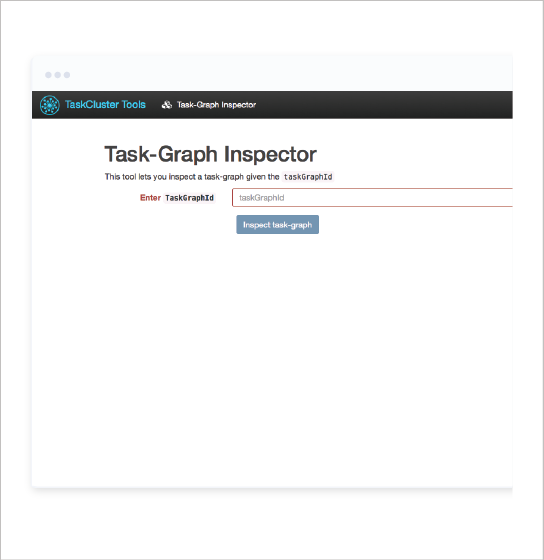 TaskCluster Tools Task-Graph Inspector
Task-Graph Inspector
This tool lets you inspect a task-graph given the taskGraphId
Enter TaskGraphId taskGraphId
Inspect task-graph